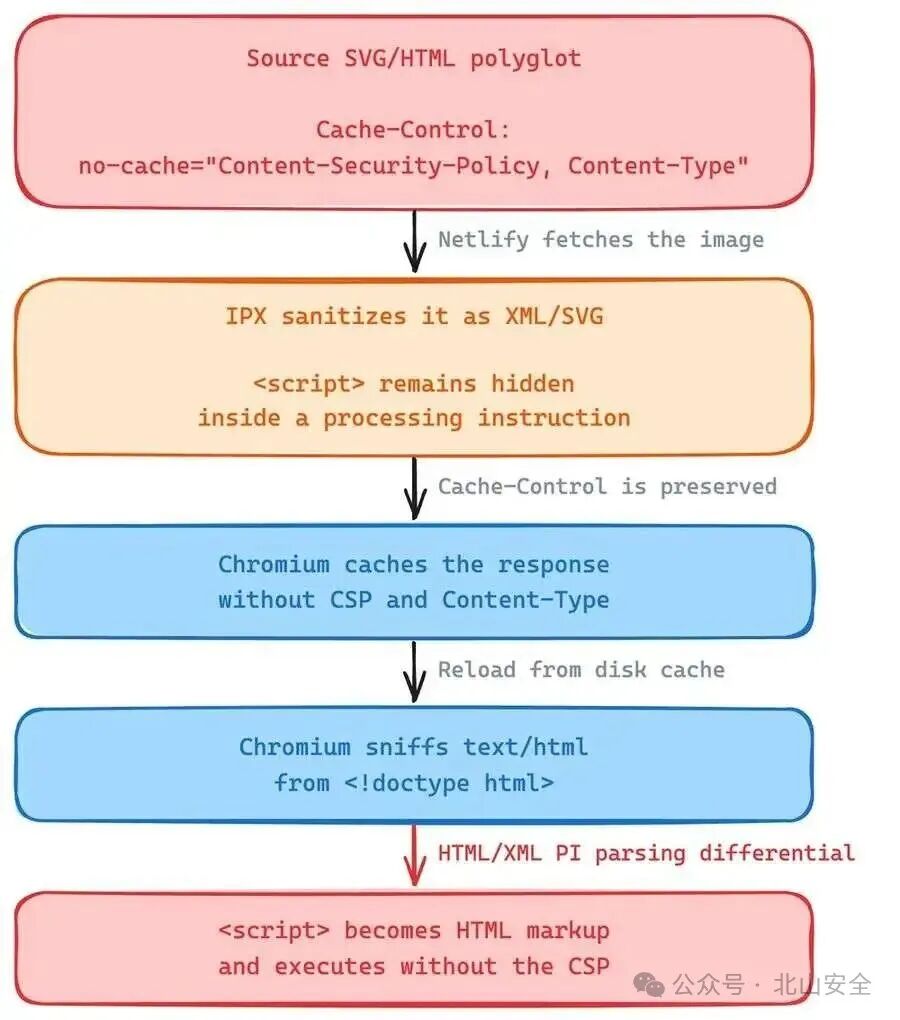 Source SVG/HTML polyglot
Cache-Control:
no-cache="Content-Security-Policy, Content-Type"
Netlify fetches the image
IPX sanitizes it as XML/SVG
<script> remains hidden
inside a processing instruction
Cache-Control is preserved
Chromium caches the response
without CSP and Content-Type
Reload from disk cache
Chromium sniffs text/html
from <!doctype html>
HTML/XML PI parsing differential
<script> becomes HTML markup
and executes without the CSP
公众号 · 北山安全